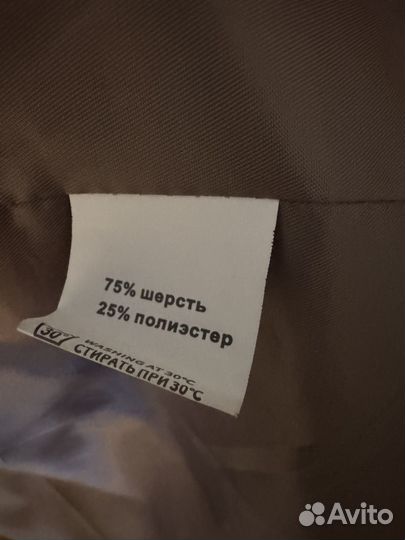 75% шерсть
25% полиэстер
30°
WASHING AT 30°C
СТИРАТЬ ПРИ 30°C
Avito